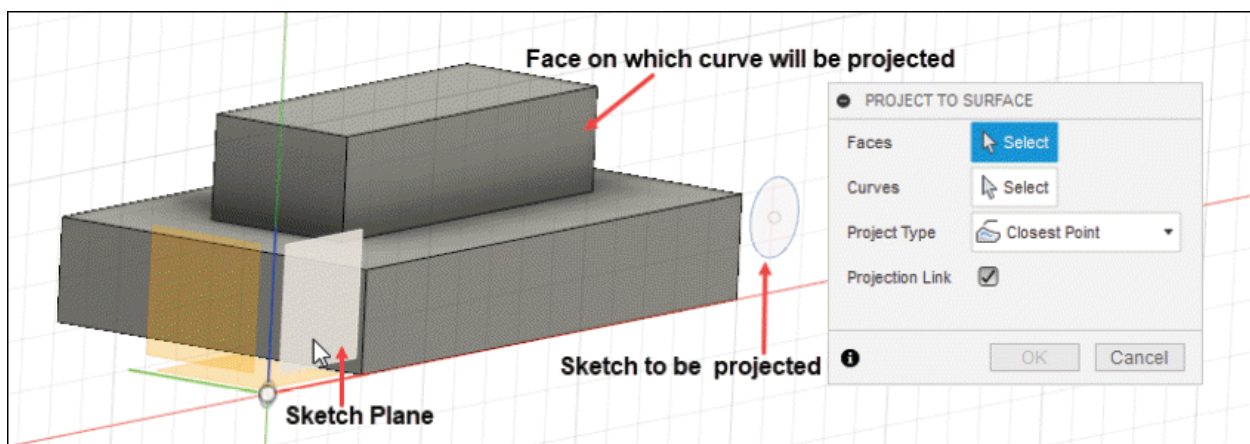 Face on which curve will be projected
PROJECT TO SURFACE
Faces
Select
Curves
Select
Project Type
Closest Point
Projection Link
Sketch to be projected
OK
Cancel
Sketch Plane